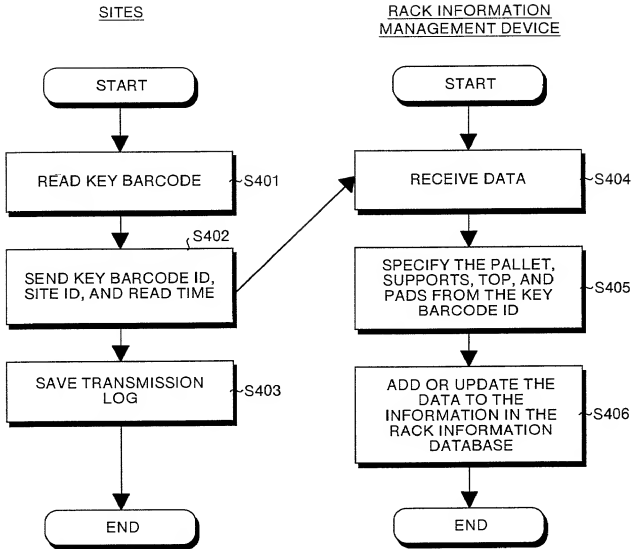 SITES
START
READ KEY BARCODE
S401
S402
SEND KEY BARCODE ID,
SITE ID, AND READ TIME
SAVE TRANSMISSION
LOG
S403
END
RACK INFORMATION
MANAGEMENT DEVICE
START
RECEIVE DATA
S404
SPECIFY THE PALLET,
SUPPORTS, TOP, AND
PADS FROM THE KEY
BARCODE ID
S405
ADD OR UPDATE THE
DATA TO THE
INFORMATION IN THE
RACK INFORMATION
DATABASE
S406
END